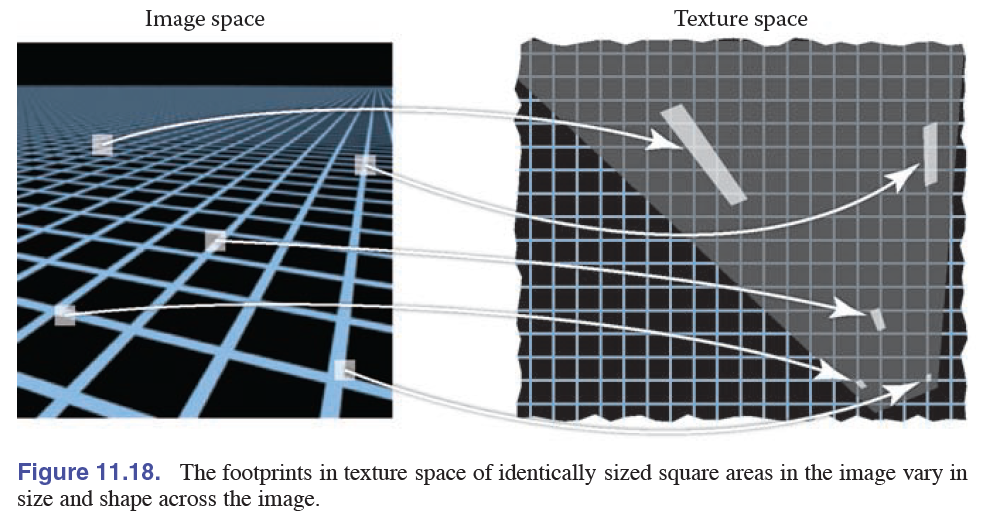 Image space
Texture space
Figure 11.18. The footprints in texture space of identically sized square areas in the image vary in
size and shape across the image.